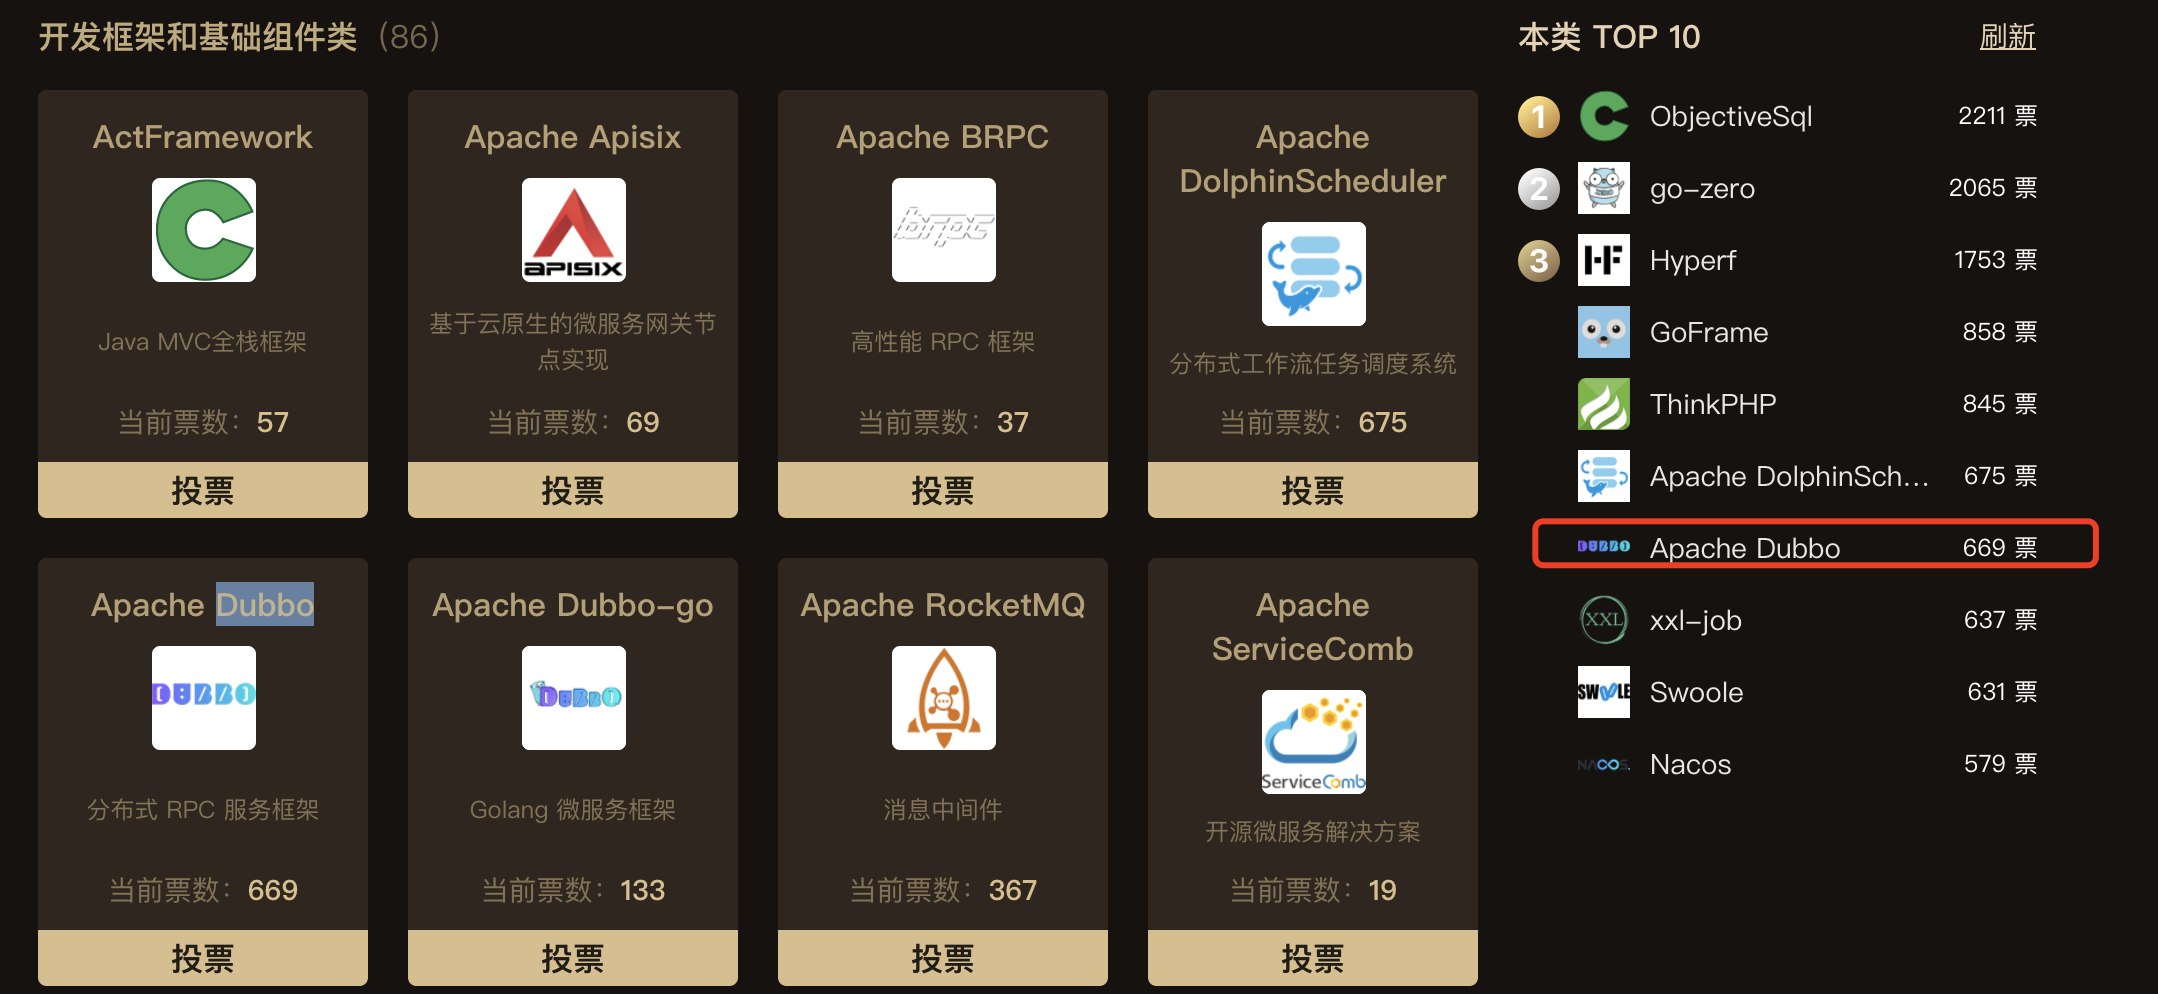 开发框架和基础组件类 (86)
ActFramework
Java MVC全栈框架
当前票数: 57
投票
Apache Apisix
APISIX
基于云原生的微服务网关节
点实现
当前票数: 69
投票
Apache BRPC
brpc
高性能 RPC 框架
当前票数: 37
投票
Apache
DolphinScheduler
分布式工作流任务调度系统
当前票数: 675
投票
Apache Dubbo
DUBBO
分布式 RPC 服务框架
当前票数: 669
投票
Apache Dubbo-go
DUBBO
Golang 微服务框架
当前票数: 133
投票
Apache RocketMQ
消息中间件
当前票数: 367
投票
Apache
ServiceComb
ServiceComb
开源微服务解决方案
当前票数: 19
投票
本类 TOP 10
刷新
1 ObjectiveSql 2211 票
2 go-zero 2065 票
3 HF Hyperf 1753 票
GoFrame 858 票
ThinkPHP 845 票
Apache DolphinSch... 675 票
DUBBO Apache Dubbo 669 票
XXL xxl-job 637 票
SWOOLE Swoole 631 票
NACOS. Nacos 579 票